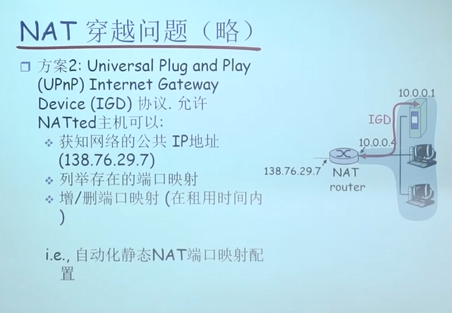 NAT 穿越问题（略）
方案2: Universal Plug and Play
(UPnP) Internet Gateway
Device (IGD) 协议. 允许
NATted主机可以:
获知网络的公共 IP地址
(138.76.29.7)
列举存在的端口映射
增/删端口映射 (在租用时间内
)
i.e., 自动化静态NAT端口映射配
置
10.0.0.1
IGD
10.0.0.4
138.76.29.7
NAT
router